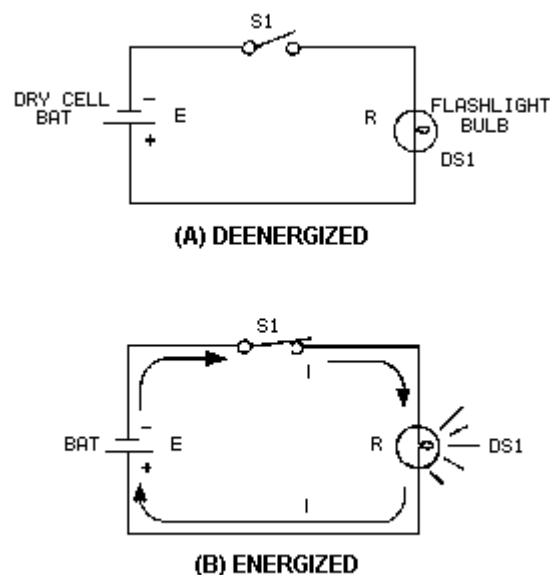 S1
DRY CELL
BAT
−
E
+
R
FLASHLIGHT
BULB
DS1
(A) DEENERGIZED
S1
I
BAT
−
E
+
R
DS1
I
(B) ENERGIZED